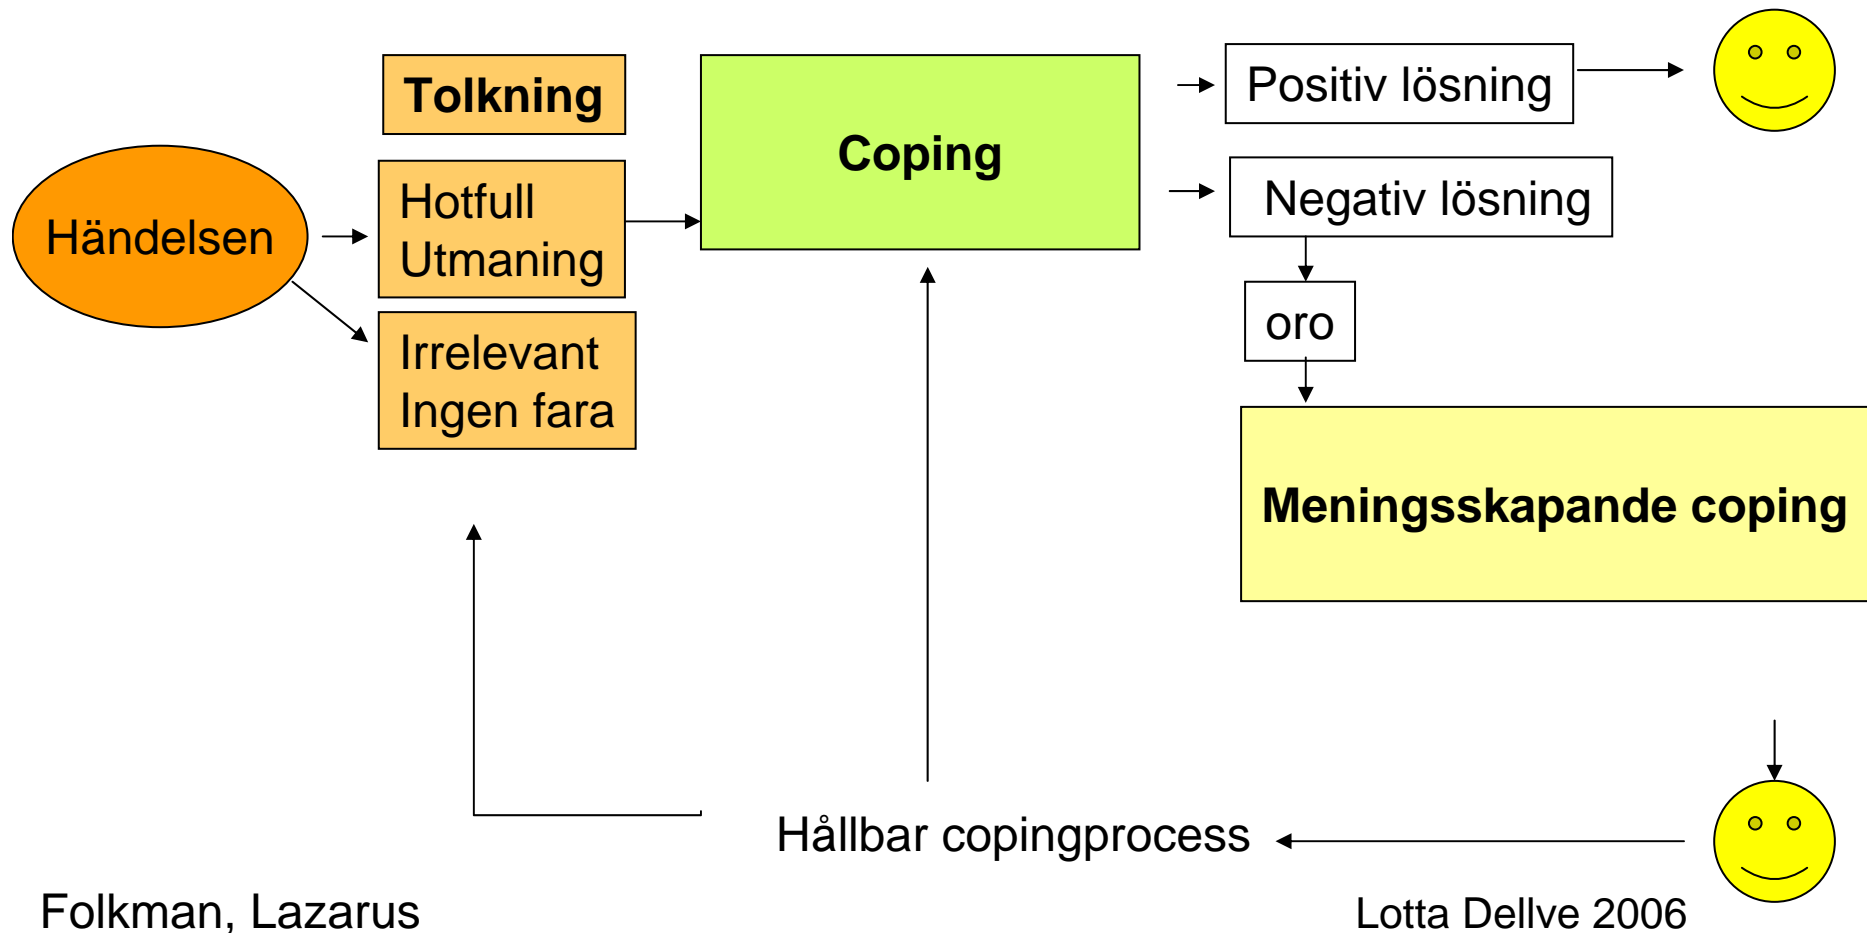 Händelsen
Tolkning
Hotfull
Utmaning
Irrelevant
Ingen fara
Coping
Positiv lösning
Negativ lösning
oro
Meningsskapande coping
Hållbar copingprocess
Folkman, Lazarus
Lotta Dellve 2006